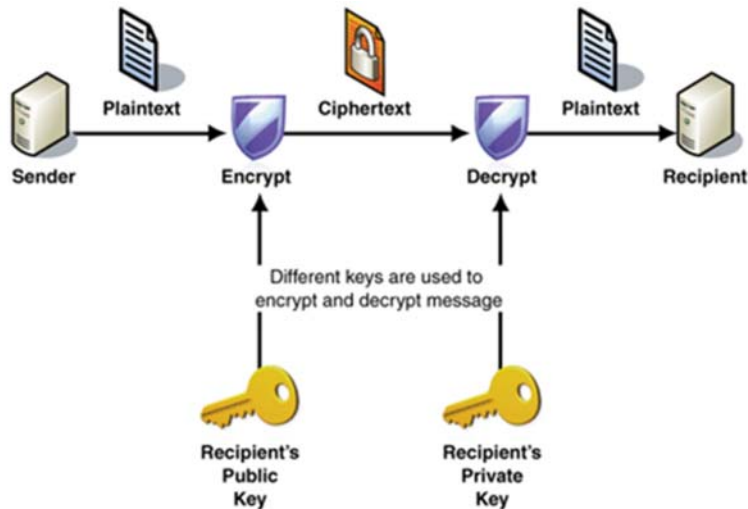 Plaintext
Ciphertext
Plaintext
Sender
Encrypt
Decrypt
Recipient
Different keys are used to
encrypt and decrypt message
Recipient's
Public
Key
Recipient's
Private
Key